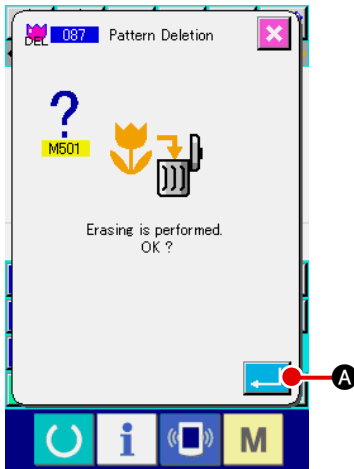 DEL 087 Pattern Deletion
?
M501
Erasing is performed.
OK ?
A
i
M